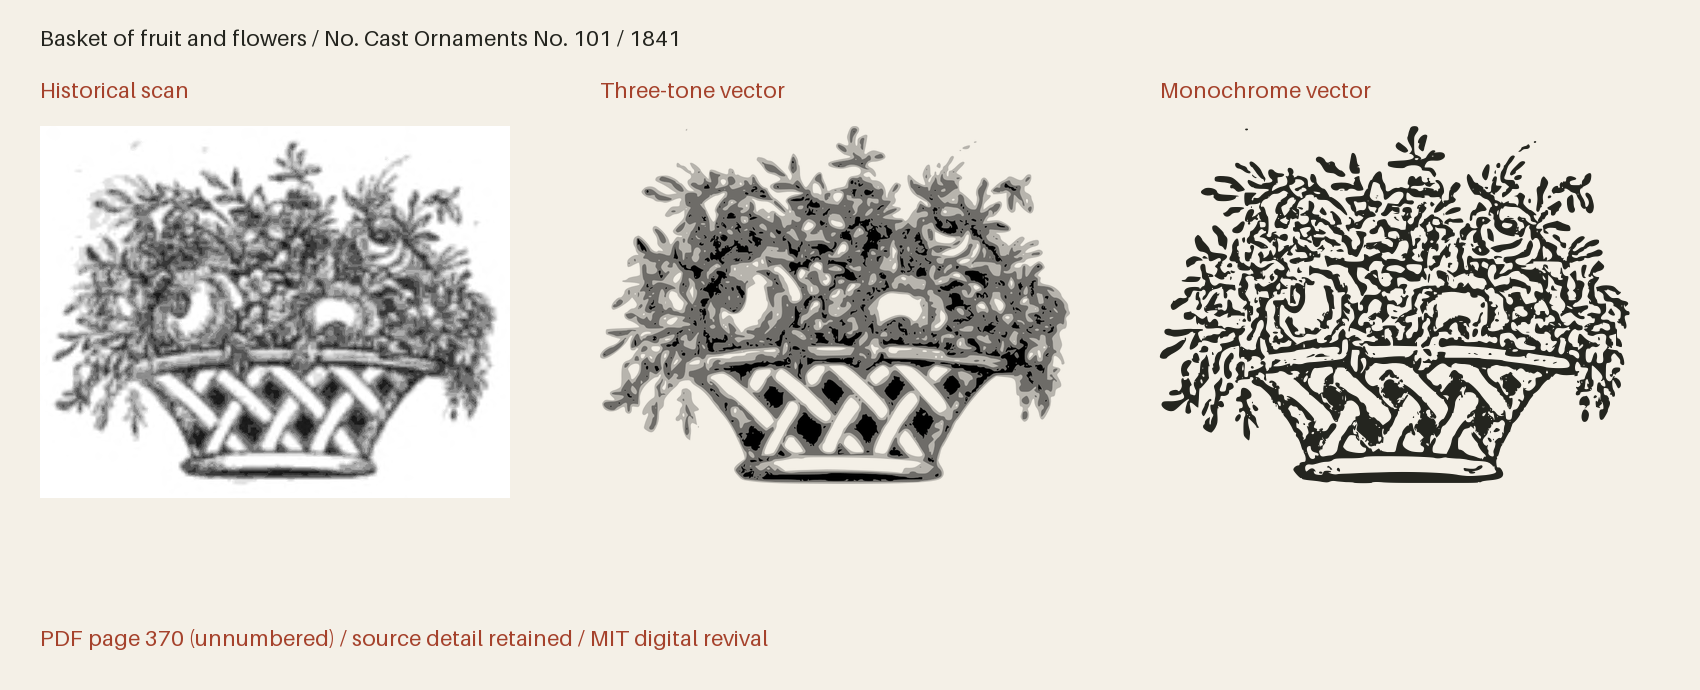 Basket of fruit and flowers / No. Cast Ornaments No. 101 / 1841
Historical scan
Three-tone vector
Monochrome vector
PDF page 370 (unnumbered) / source detail retained / MIT digital revival